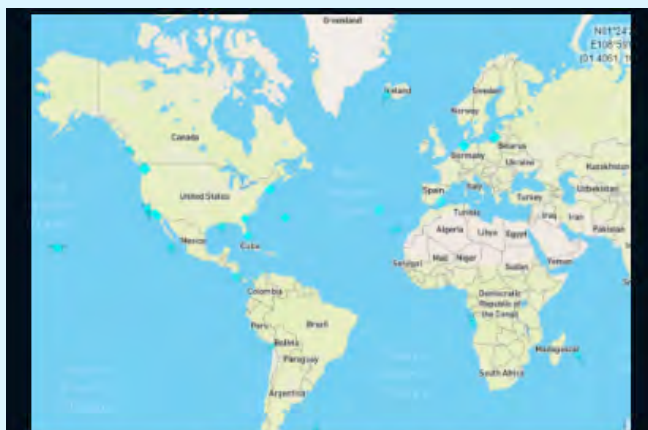 Greenland
N01°24'
Iceland
Sweden
Norway
Canada
Belarus
Germany
Ukraine
Kazakhstan
Spain
Italy
Uzbekistan
United States
Turkey
Tunisia
Iraq
Iran
Algeria
Libya
Egypt
Pakistan
Mexico
Cuba
Mali
Niger
Senegal
Sudan
Yemen
Colombia
Democratic
Republic of
the Congo
Peru
Brazil
Bolivia
Madagascar
Paraguay
South Africa
Argentina